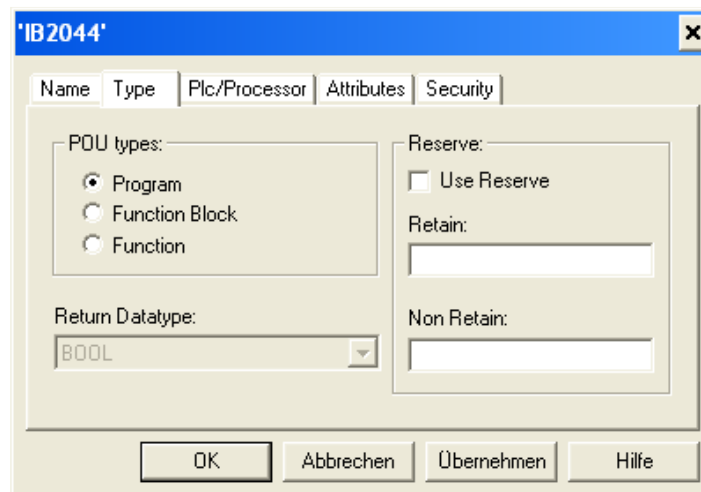 'IB2044'
Name Type Plc/Processor Attributes Security
POU types:
Program
Function Block
Function
Return Datatype:
BOOL
Reserve:
Use Reserve
Retain:
Non Retain:
OK Abbrechen Übernehmen Hilfe